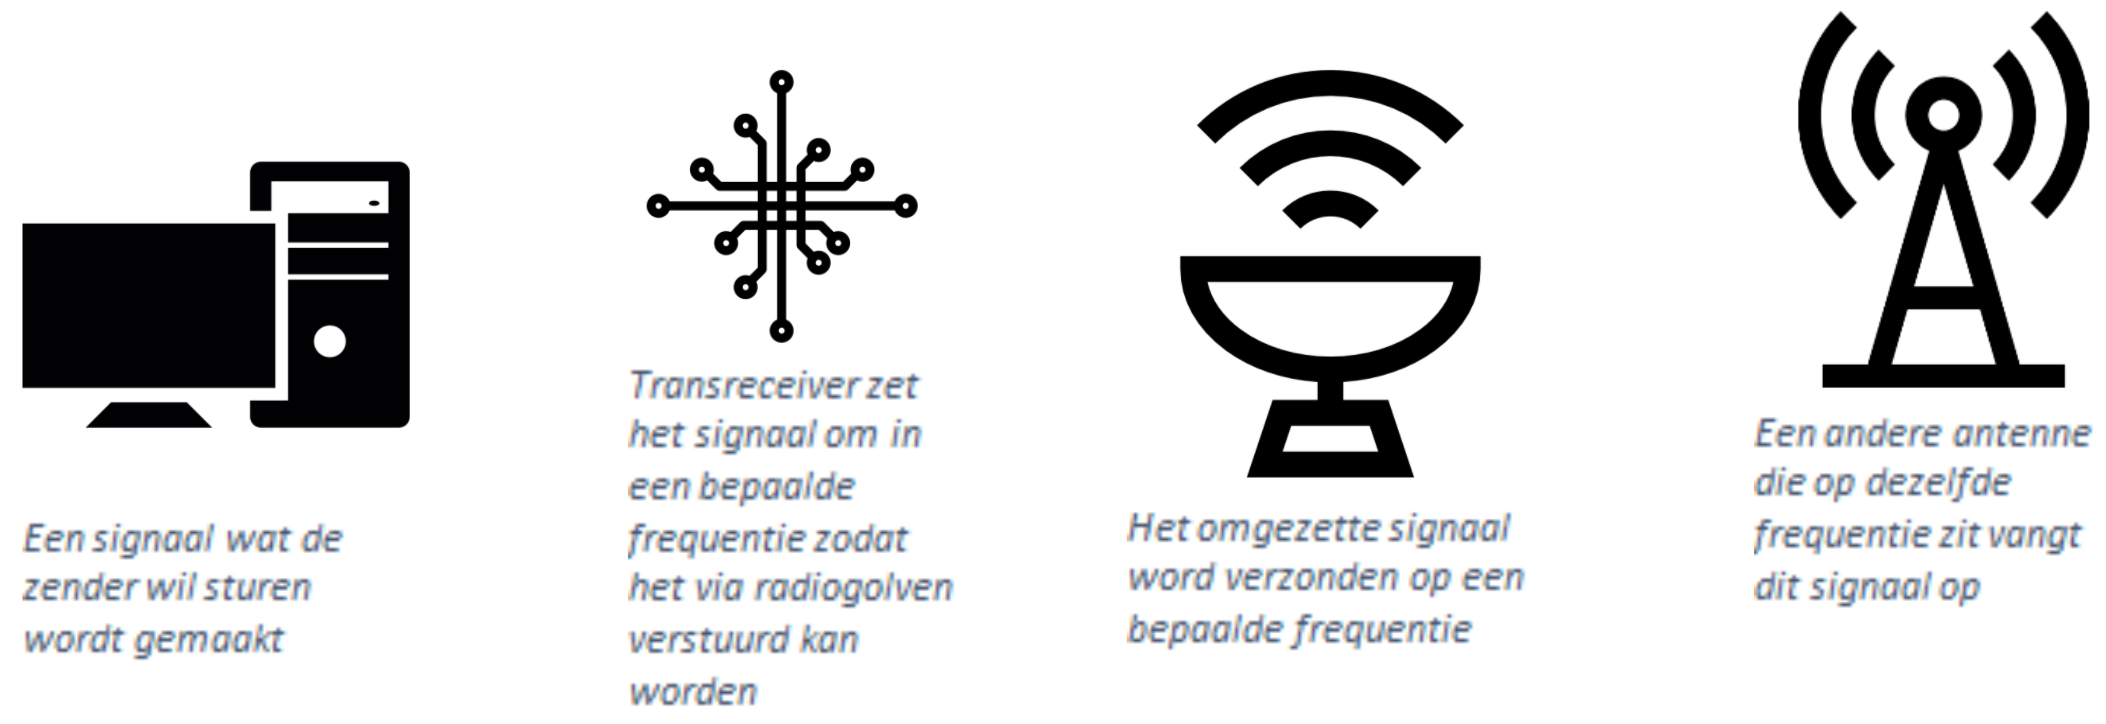 Een signaal wat de
zender wil sturen
wordt gemaakt
Transreceiver zet
het signaal om in
een bepaalde
frequentie zodat
het via radiogolven
verstuurd kan
worden
Het omgezette signaal
word verzonden op een
bepaalde frequentie
Een andere antenne
die op dezelfde
frequentie zit vangt
dit signaal op